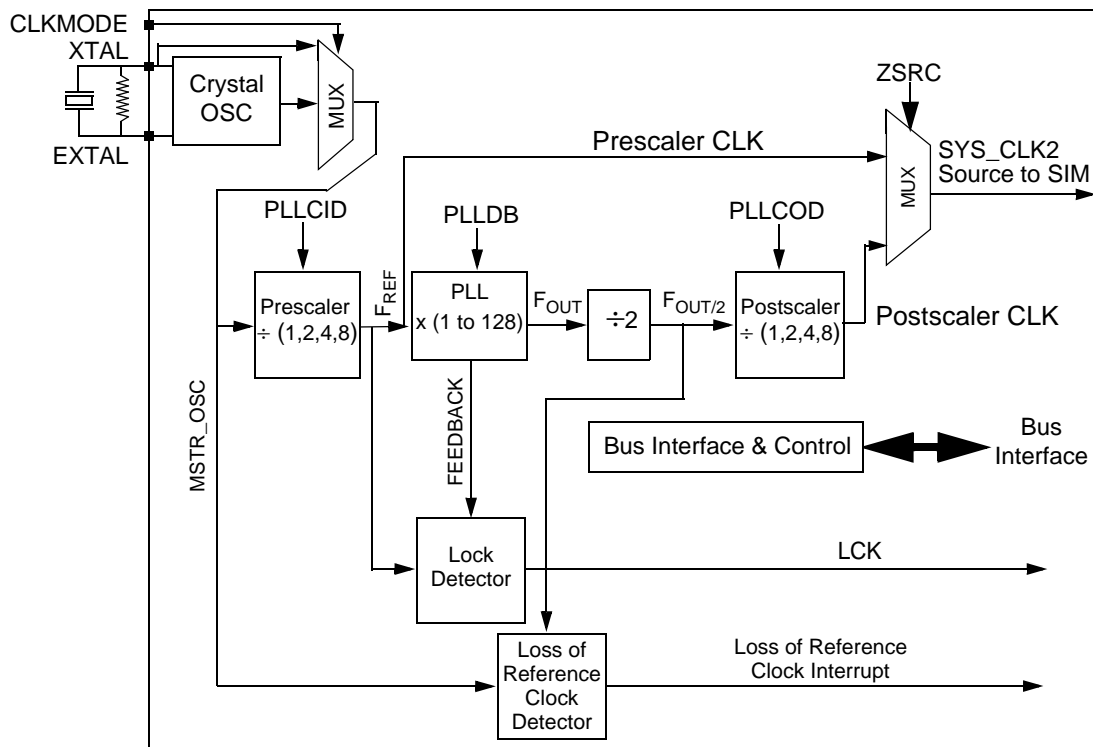 CLKMODE
XTAL
EXTAL
Crystal
OSC
MUX
ZSRC
Prescaler CLK
MUX
SYS_CLK2
Source to SIM
PLLCID
PLLDB
PLLCOD
Prescaler
÷ (1,2,4,8)
FREF
PLL
x (1 to 128)
FOUT
÷2
FOUT/2
Postscaler
÷ (1,2,4,8)
Postscaler CLK
MSTR_OSC
FEEDBACK
Bus Interface & Control
Bus
Interface
Lock
Detector
LCK
Loss of
Reference
Clock
Detector
Loss of Reference
Clock Interrupt